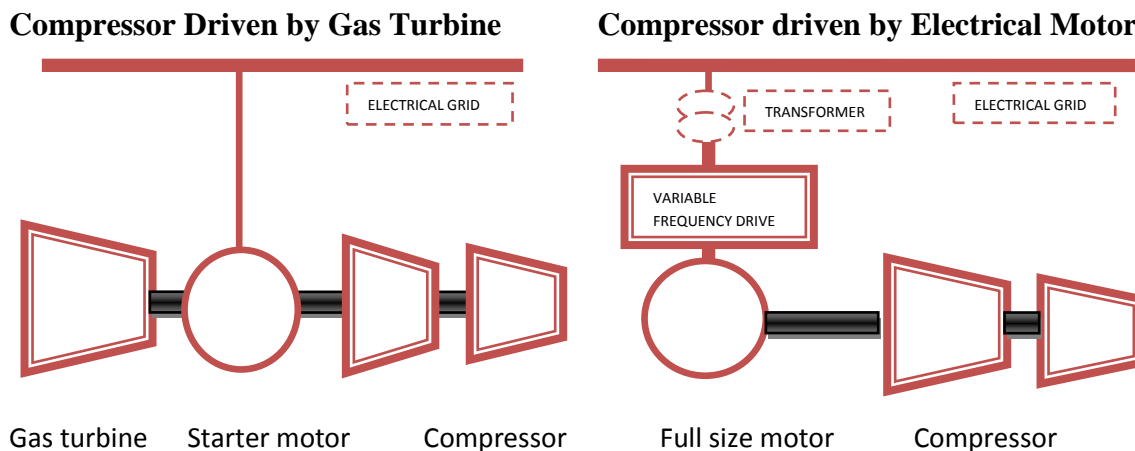 Compressor Driven by Gas Turbine
Compressor driven by Electrical Motor
ELECTRICAL GRID
TRANSFORMER
ELECTRICAL GRID
VARIABLE
FREQUENCY DRIVE
Gas turbine
Starter motor
Compressor
Full size motor
Compressor